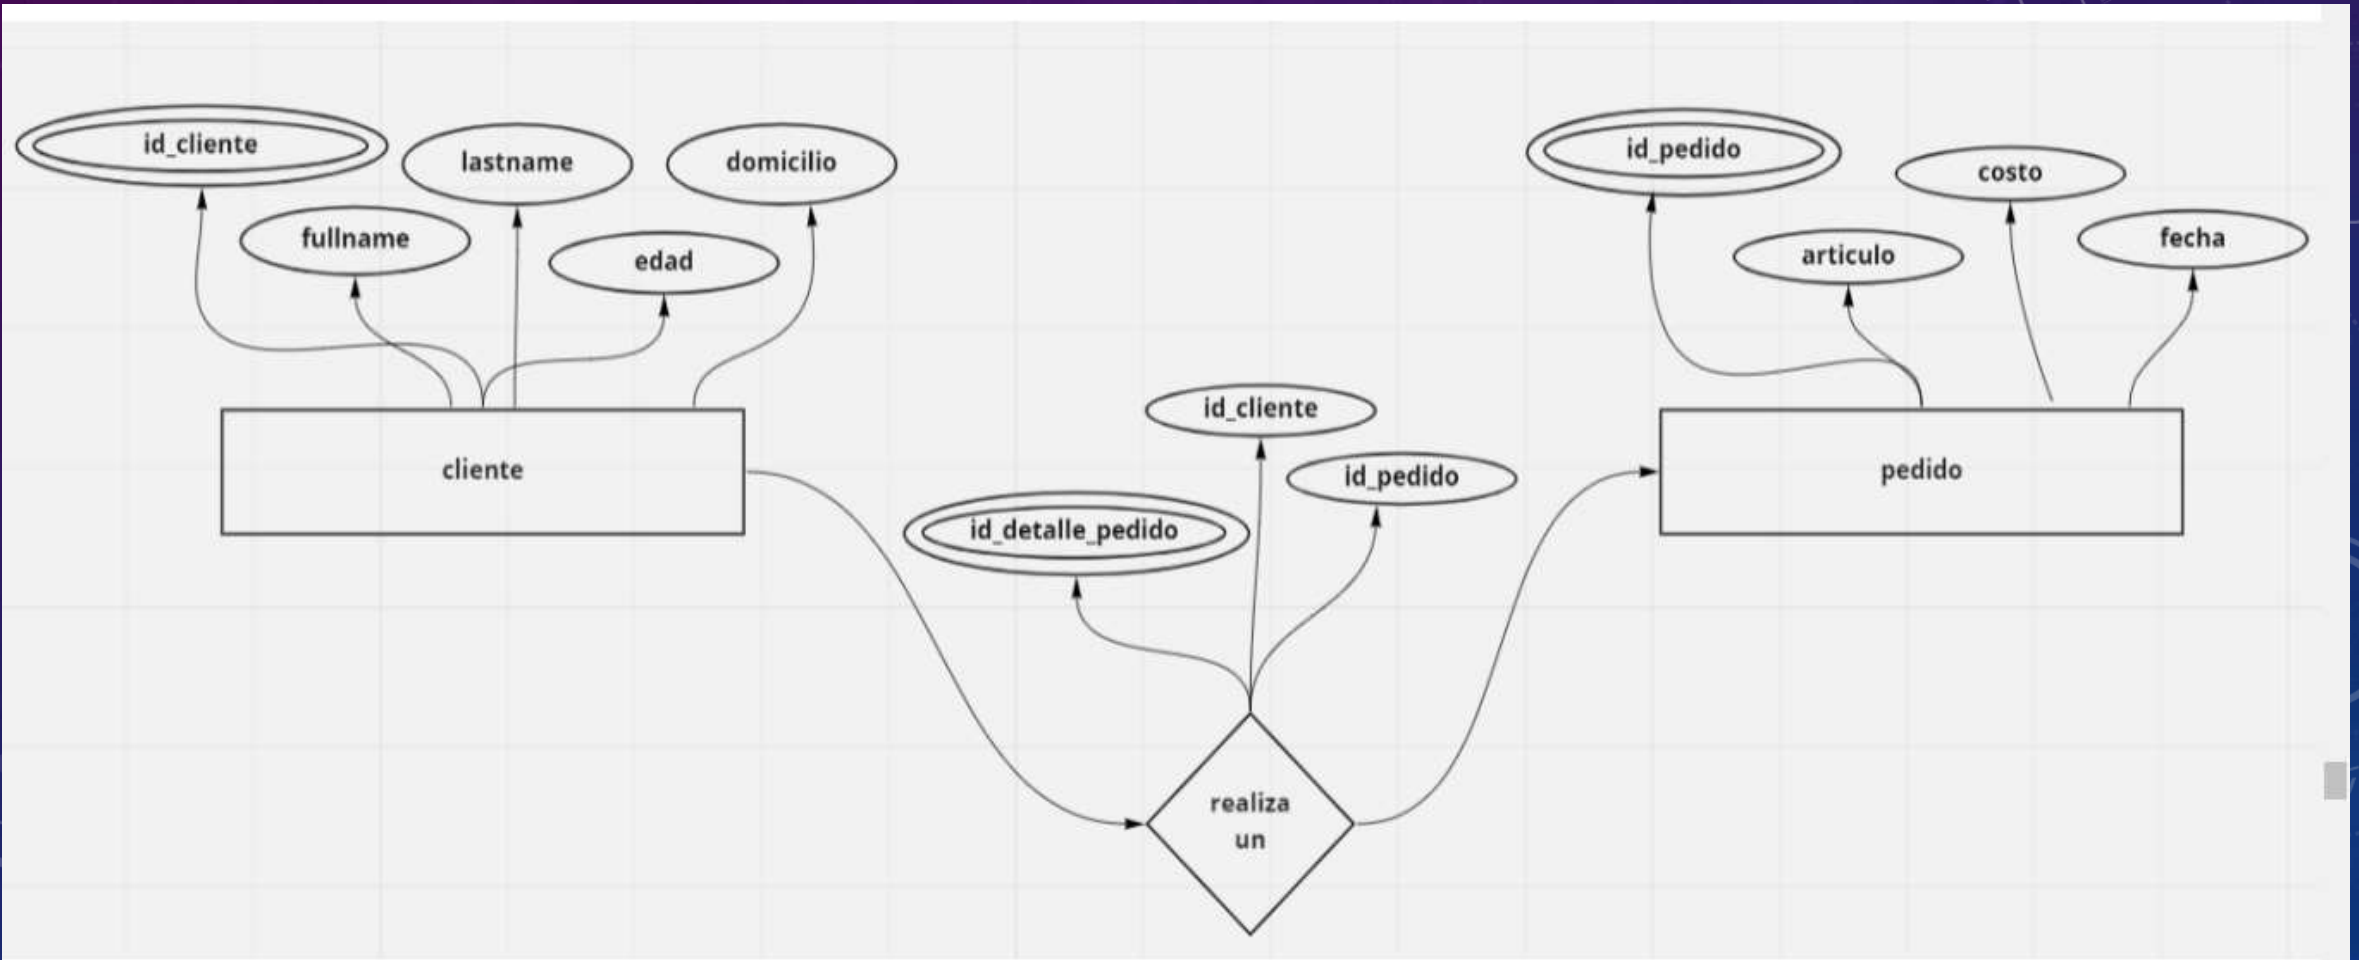 id_cliente
lastname
domicilio
fullname
edad
cliente
id_pedido
costo
articulo
fecha
pedido
id_cliente
id_pedido
id_detalle_pedido
realiza
un